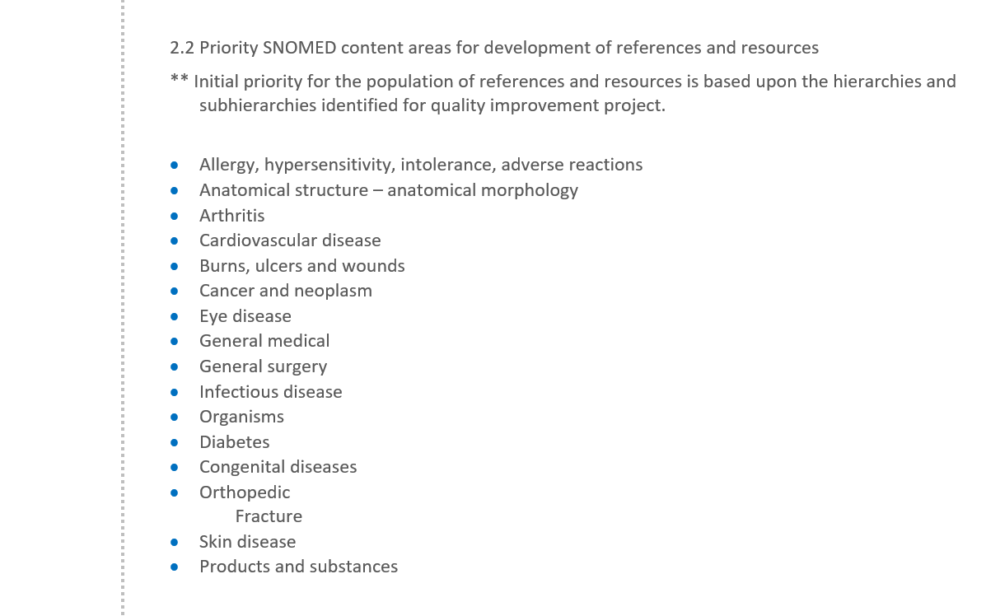 2.2 Priority SNOMED content areas for development of references and resources
** Initial priority for the population of references and resources is based upon the hierarchies and
subhierarchies identified for quality improvement project.
• Allergy, hypersensitivity, intolerance, adverse reactions
• Anatomical structure – anatomical morphology
• Arthritis
• Cardiovascular disease
• Burns, ulcers and wounds
• Cancer and neoplasm
• Eye disease
• General medical
• General surgery
• Infectious disease
• Organisms
• Diabetes
• Congenital diseases
• Orthopedic
Fracture
• Skin disease
• Products and substances